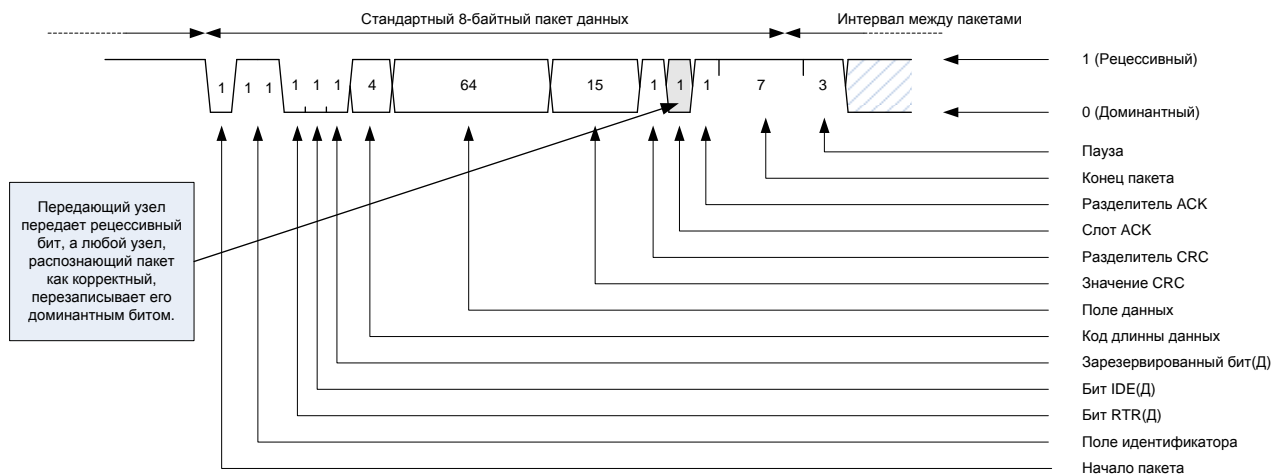 Стандартный 8-байтный пакет данных
Интервал между пакетами
1 1 1 1 1 1 4 64 15 1 1 1 7 3
1 (Рецессивный)
0 (Доминантный)
Пауза
Конец пакета
Разделитель ACK
Слот ACK
Разделитель CRC
Значение CRC
Поле данных
Код длинны данных
Зарезервированный бит(Д)
Бит IDE(Д)
Бит RTR(Д)
Поле идентификатора
Начало пакета
Передающий узел
передает рецессивный
бит, а любой узел,
распознающий пакет
как корректный,
перезаписывает его
доминантным битом.